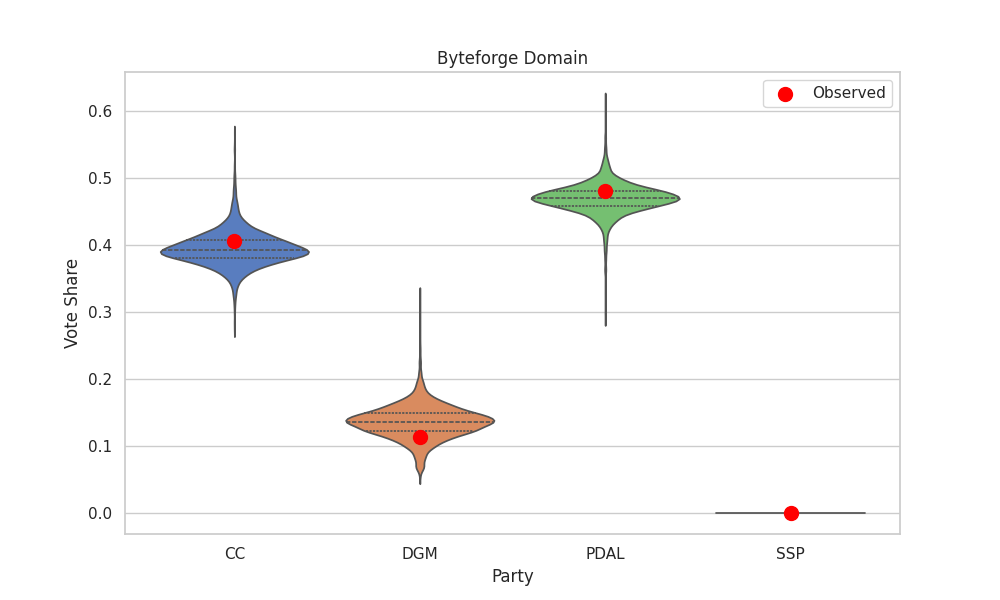 Byteforge Domain
Observed
Vote Share
0.6
0.5
0.4
0.3
0.2
0.1
0.0
CC
DGM
PDAL
SSP
Party